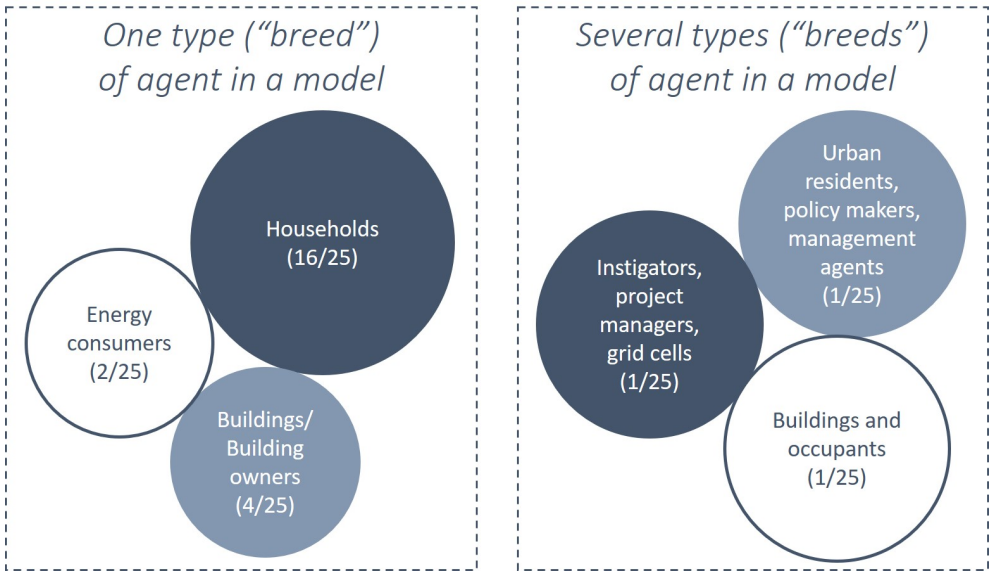 One type (“breed”)
of agent in a model
Households
(16/25)
Energy
consumers
(2/25)
Buildings/
Building
owners
(4/25)
Several types (“breeds”)
of agent in a model
Urban
residents,
policy makers,
management
agents
(1/25)
Instigators,
project
managers,
grid cells
(1/25)
Buildings and
occupants
(1/25)